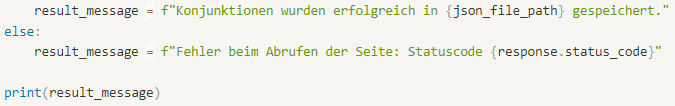 result_message = f"Konjunktionen wurden erfolgreich in {json_file_path} gespeichert."
else:
    result_message = f"Fehler beim Abrufen der Seite: Statuscode {response.status_code}"
print(result_message)